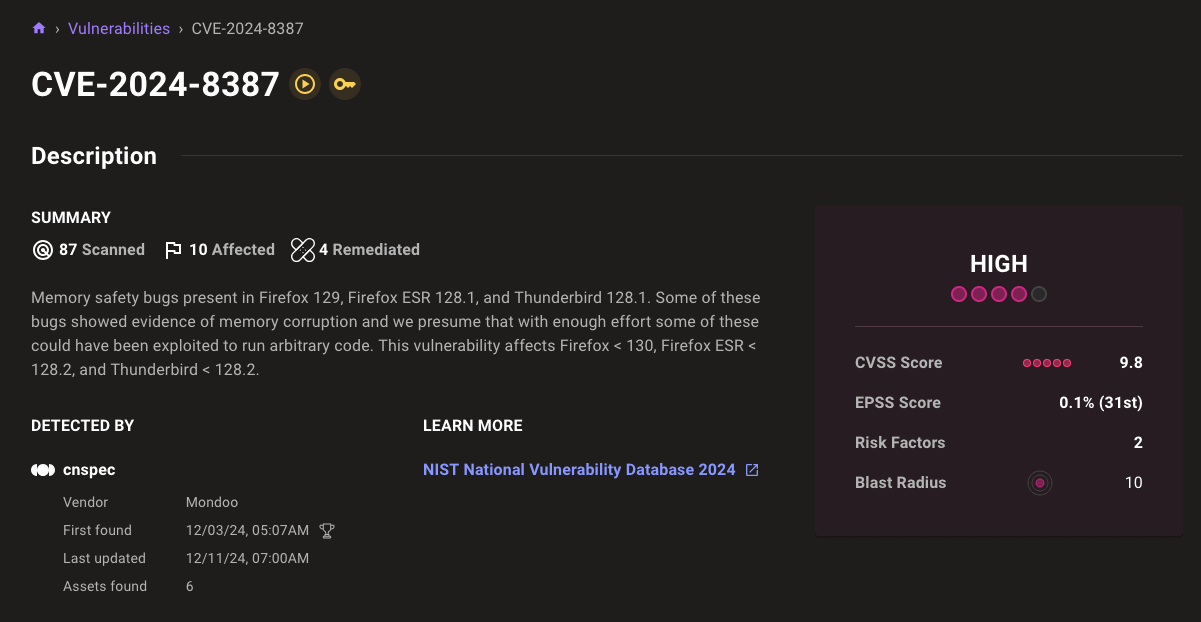 › Vulnerabilities › CVE-2024-8387
CVE-2024-8387
Description
SUMMARY
87 Scanned 10 Affected 4 Remediated
Memory safety bugs present in Firefox 129, Firefox ESR 128.1, and Thunderbird 128.1. Some of these
bugs showed evidence of memory corruption and we presume that with enough effort some of these
could have been exploited to run arbitrary code. This vulnerability affects Firefox < 130, Firefox ESR <
128.2, and Thunderbird < 128.2.
DETECTED BY
cnspec
Vendor Mondoo
First found 12/03/24, 05:07AM
Last updated 12/11/24, 07:00AM
Assets found 6
LEARN MORE
NIST National Vulnerability Database 2024
HIGH
CVSS Score 9.8
EPSS Score 0.1% (31st)
Risk Factors 2
Blast Radius 10